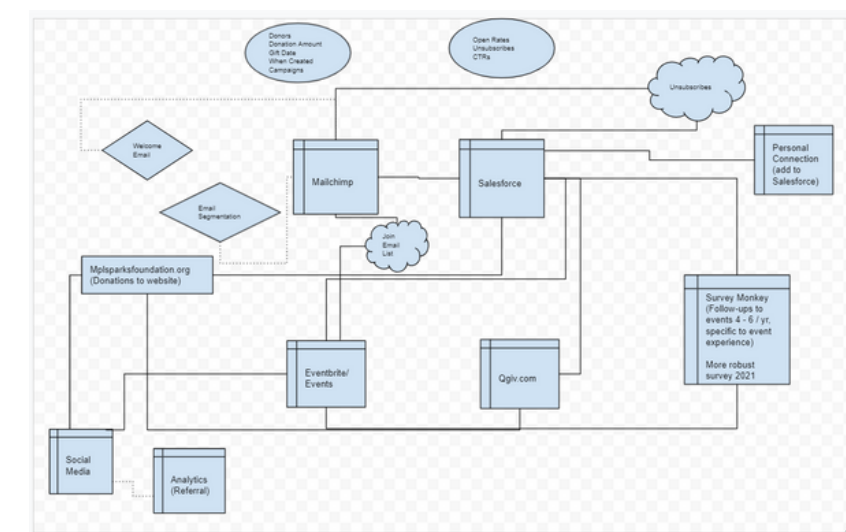 Donors
Donation Amount
Gift Date
When Created
Campaigns
Open Rates
Unsubscribes
CTRs
Unsubscribes
Welcome
Email
Mailchimp
Salesforce
Personal
Connection
(add to
Salesforce)
Email
Segmentation
Join
Email
List
Mplsparksfoundation.org
(Donations to website)
Survey Monkey
(Follow-ups to
events 4 - 6 / yr,
specific to event
experience)
More robust
survey 2021
Eventbrite/
Events
Qgiv.com
Social
Media
Analytics
(Referral)